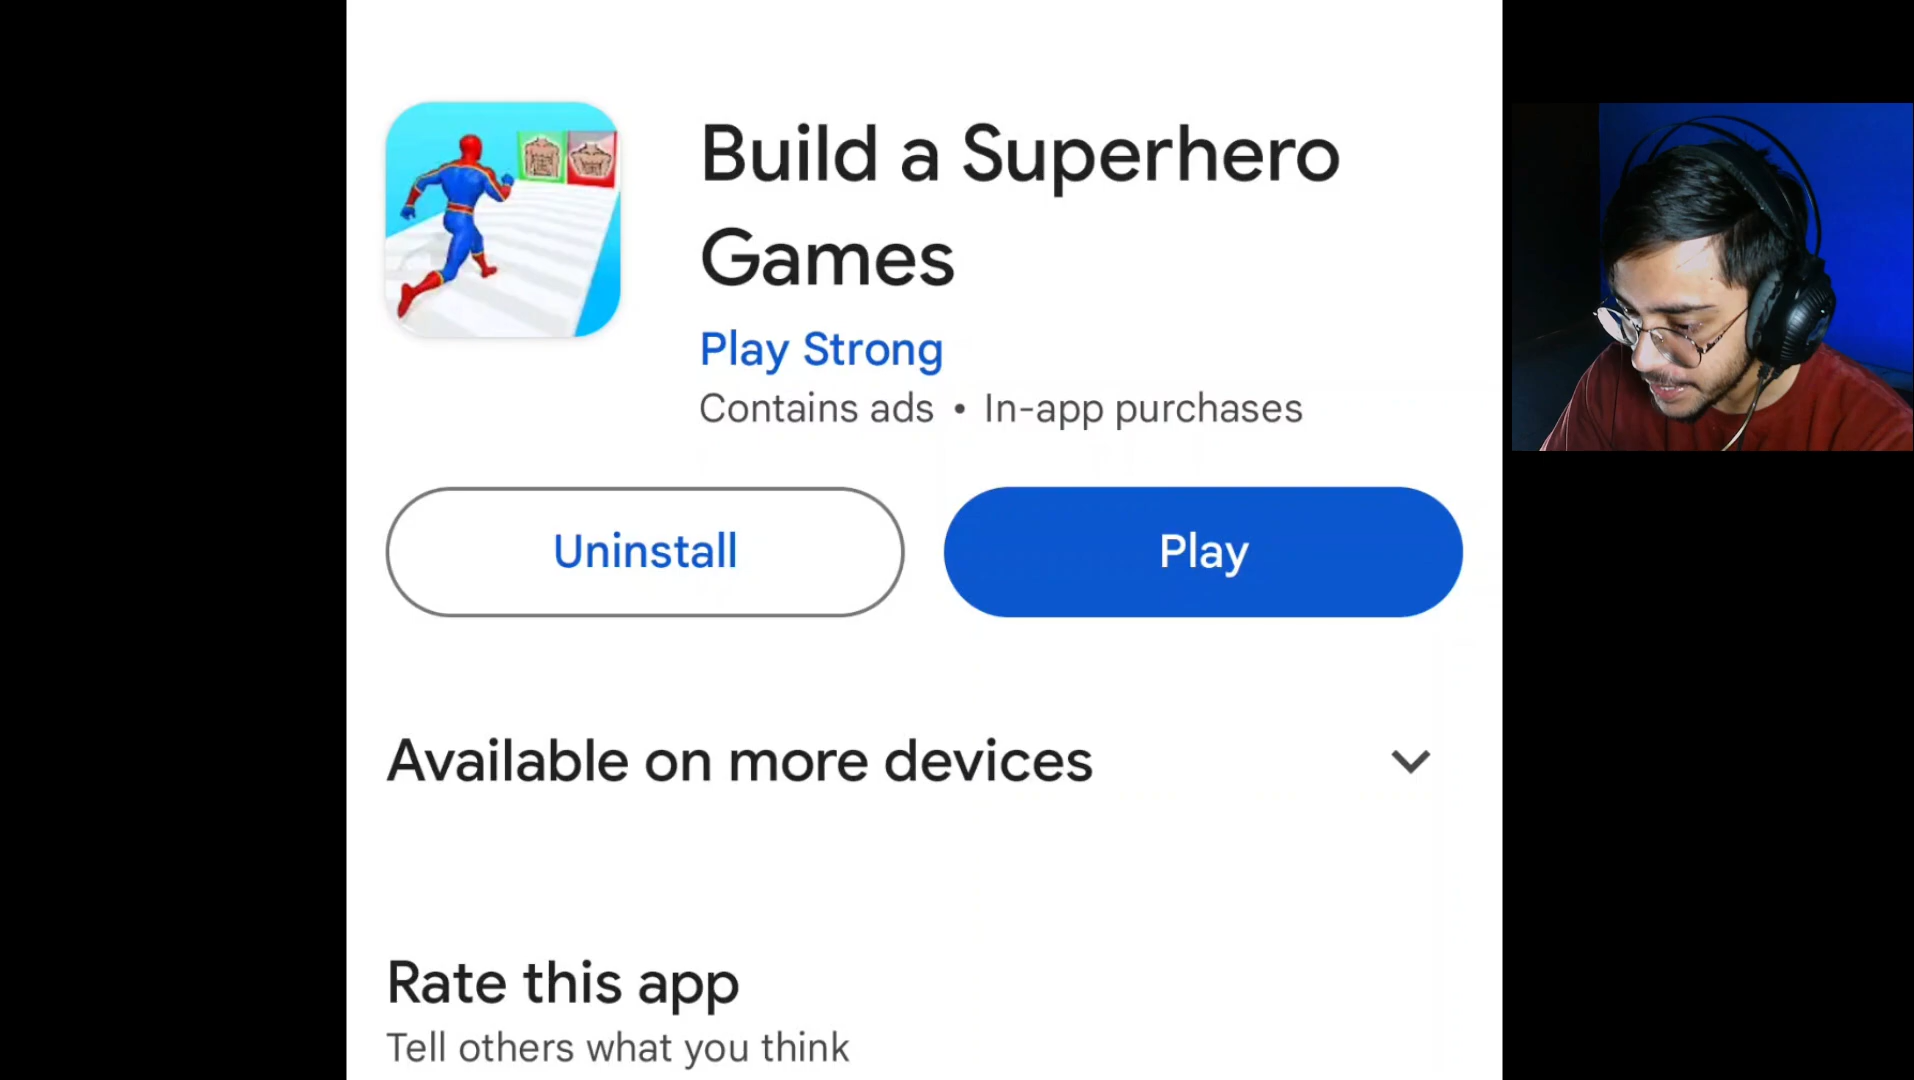 Build a Superhero
Games
Play Strong
Contains ads • In-app purchases
Uninstall
Play
Available on more devices
Rate this app
Tell others what you think